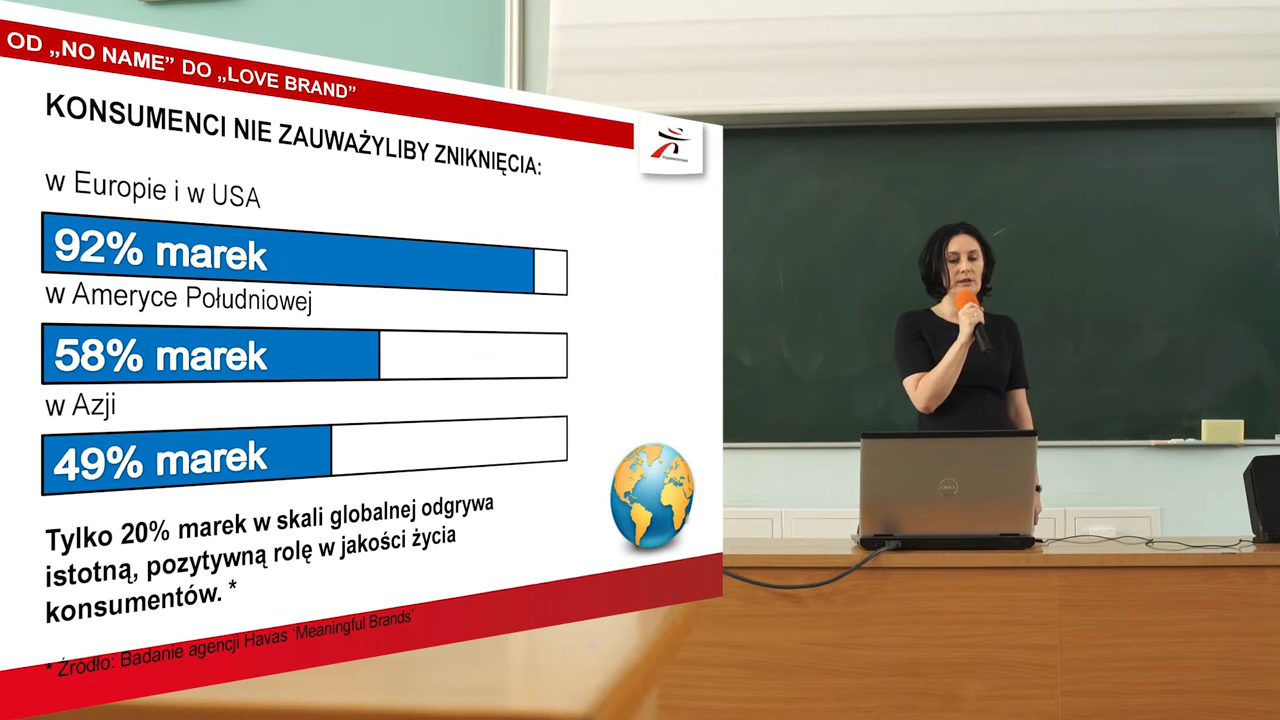 OD „NO NAME” DO „LOVE BRAND”
KONSUMENCI NIE ZAUWAŻYLIBY ZNIKNIĘCIA:
w Europie i w USA
92% marek
w Ameryce Południowej
58% marek
w Azji
49% marek
Tylko 20% marek w skali globalnej odgrywa
istotną, pozytywną rolę w jakości życia
konsumentów. *
* Źródło: Badanie agencji Havas ‘Meaningful Brands’
DELL